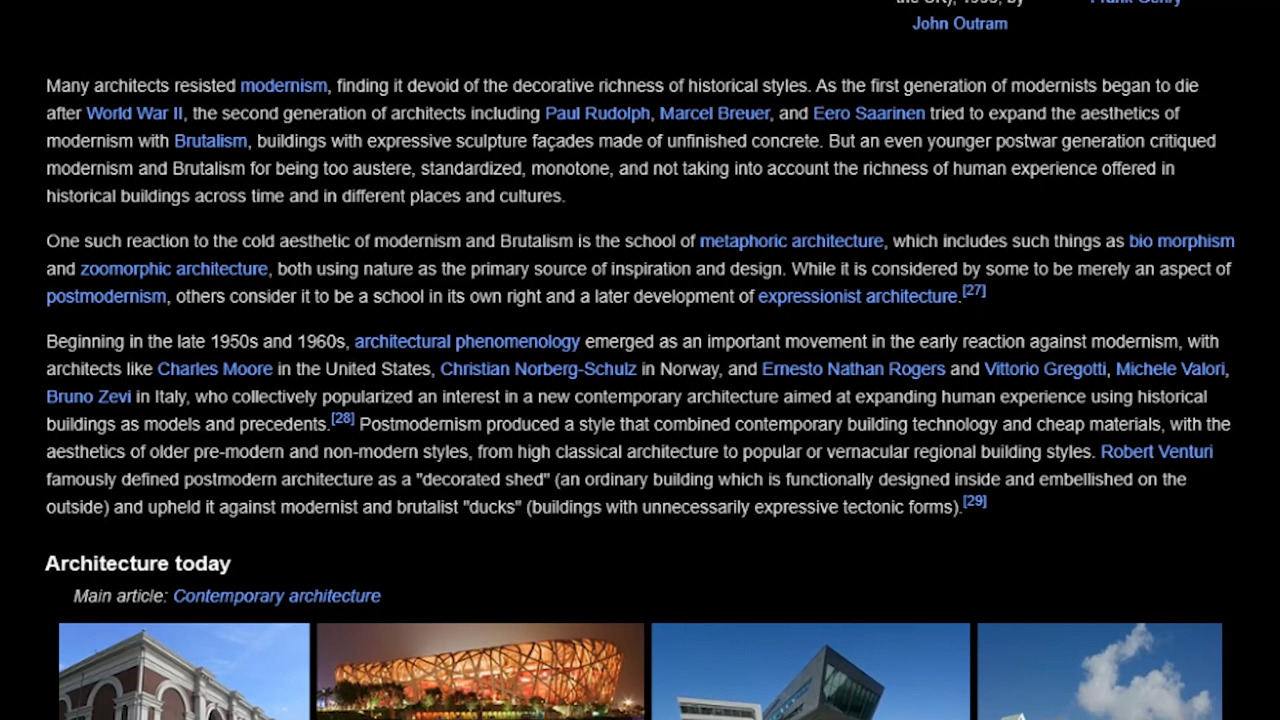 the UK), 1995, by
Frank Gehry
John Outram
Many architects resisted modernism, finding it devoid of the decorative richness of historical styles. As the first generation of modernists began to die
after World War II, the second generation of architects including Paul Rudolph, Marcel Breuer, and Eero Saarinen tried to expand the aesthetics of
modernism with Brutalism, buildings with expressive sculpture façades made of unfinished concrete. But an even younger postwar generation critiqued
modernism and Brutalism for being too austere, standardized, monotone, and not taking into account the richness of human experience offered in
historical buildings across time and in different places and cultures.
One such reaction to the cold aesthetic of modernism and Brutalism is the school of metaphoric architecture, which includes such things as bio morphism
and zoomorphic architecture, both using nature as the primary source of inspiration and design. While it is considered by some to be merely an aspect of
postmodernism, others consider it to be a school in its own right and a later development of expressionist architecture.[27]
Beginning in the late 1950s and 1960s, architectural phenomenology emerged as an important movement in the early reaction against modernism, with
architects like Charles Moore in the United States, Christian Norberg-Schulz in Norway, and Ernesto Nathan Rogers and Vittorio Gregotti, Michele Valori,
Bruno Zevi in Italy, who collectively popularized an interest in a new contemporary architecture aimed at expanding human experience using historical
buildings as models and precedents.[28] Postmodernism produced a style that combined contemporary building technology and cheap materials, with the
aesthetics of older pre-modern and non-modern styles, from high classical architecture to popular or vernacular regional building styles. Robert Venturi
famously defined postmodern architecture as a "decorated shed" (an ordinary building which is functionally designed inside and embellished on the
outside) and upheld it against modernist and brutalist "ducks" (buildings with unnecessarily expressive tectonic forms).[29]
Architecture today
Main article: Contemporary architecture